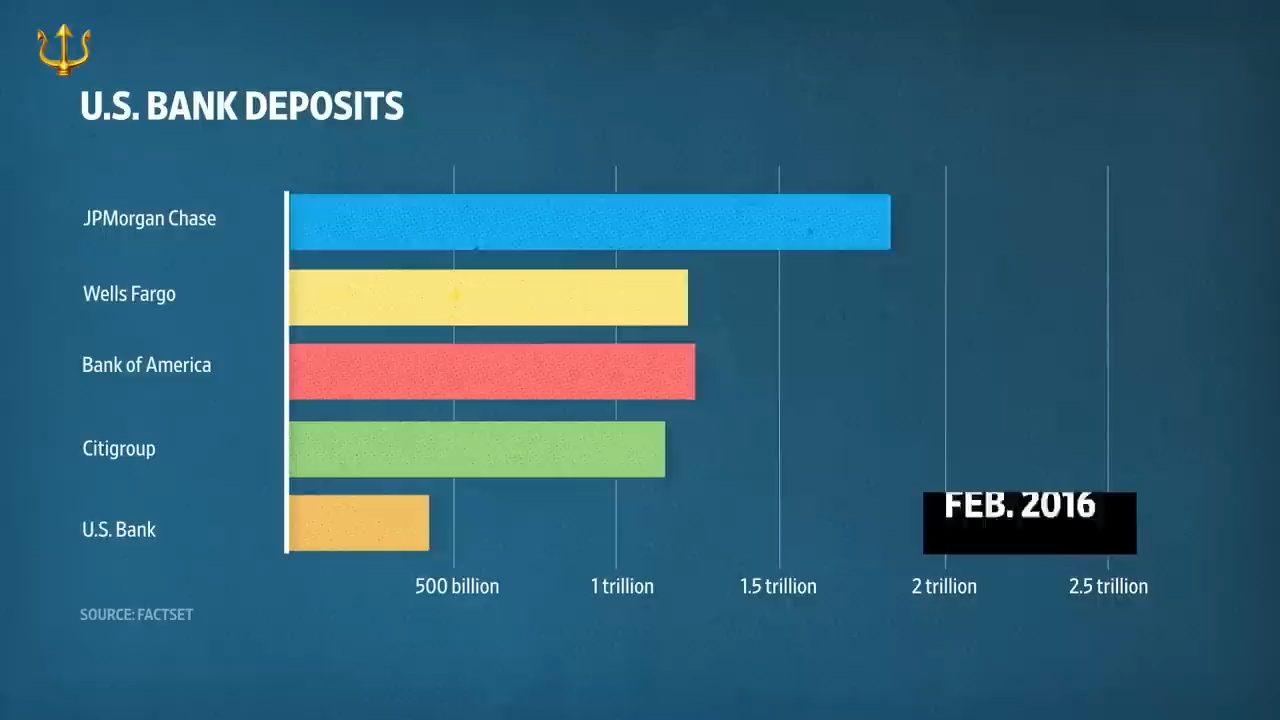 U.S. BANK DEPOSITS
JPMorgan Chase
Wells Fargo
Bank of America
Citigroup
U.S. Bank
FEB. 2016
500 billion
1 trillion
1.5 trillion
2 trillion
2.5 trillion
SOURCE: FACTSET